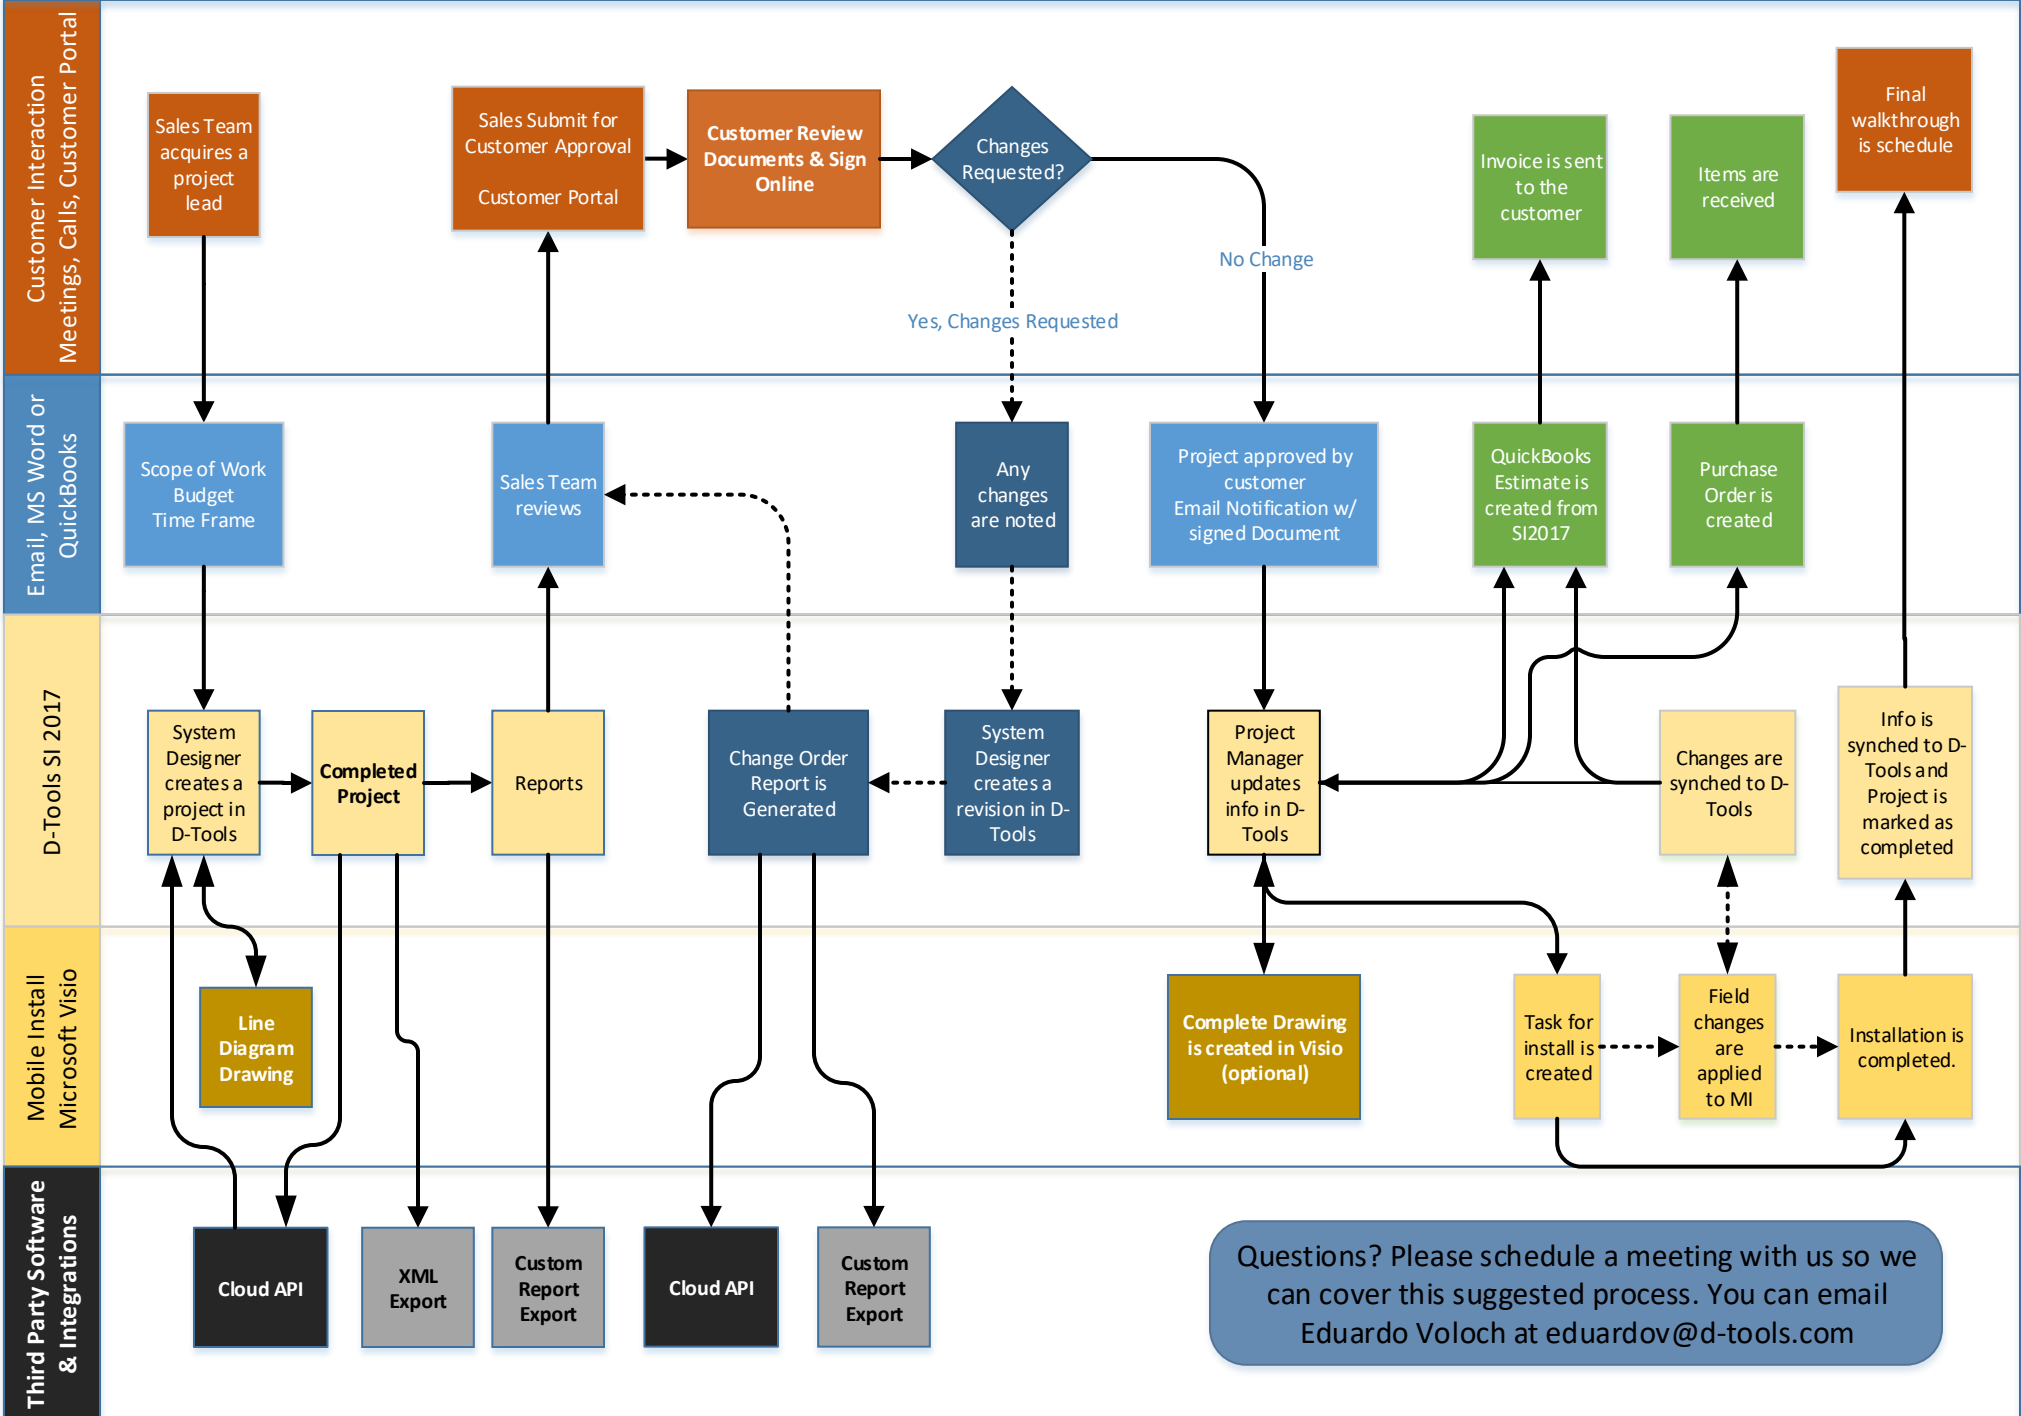 Customer Interaction
Meetings, Calls, Customer Portal
Sales Team
acquires a
project
lead
Sales Submit for
Customer Approval
Customer Portal
Customer Review
Documents & Sign
Online
Changes
Requested?
No Change
Yes, Changes Requested
Invoice is sent
to the
customer
Items are
received
Final
walkthrough
is schedule
Email, MS Word or
QuickBooks
Scope of Work
Budget
Time Frame
Sales Team
reviews
Any
changes
are noted
Project approved by
customer
Email Notification w/
signed Document
QuickBooks
Estimate is
created from
SI2017
Purchase
Order is
created
D-Tools SI 2017
System
Designer
creates a
project in
D-Tools
Completed
Project
Reports
Change Order
Report is
Generated
System
Designer
creates a
revision in D-
Tools
Project
Manager
updates
info in D-
Tools
Changes are
synched to D-
Tools
Info is
synched to D-
Tools and
Project is
marked as
completed
Mobile Install
Microsoft Visio
Line
Diagram
Drawing
Complete Drawing
is created in Visio
(optional)
Task for
install is
created
Field
changes
are
applied
to MI
Installation is
completed.
Third Party Software
& Integrations
Cloud API
XML
Export
Custom
Report
Export
Cloud API
Custom
Report
Export
Questions? Please schedule a meeting with us so we
can cover this suggested process. You can email
Eduardo Voloch at eduardov@d-tools.com